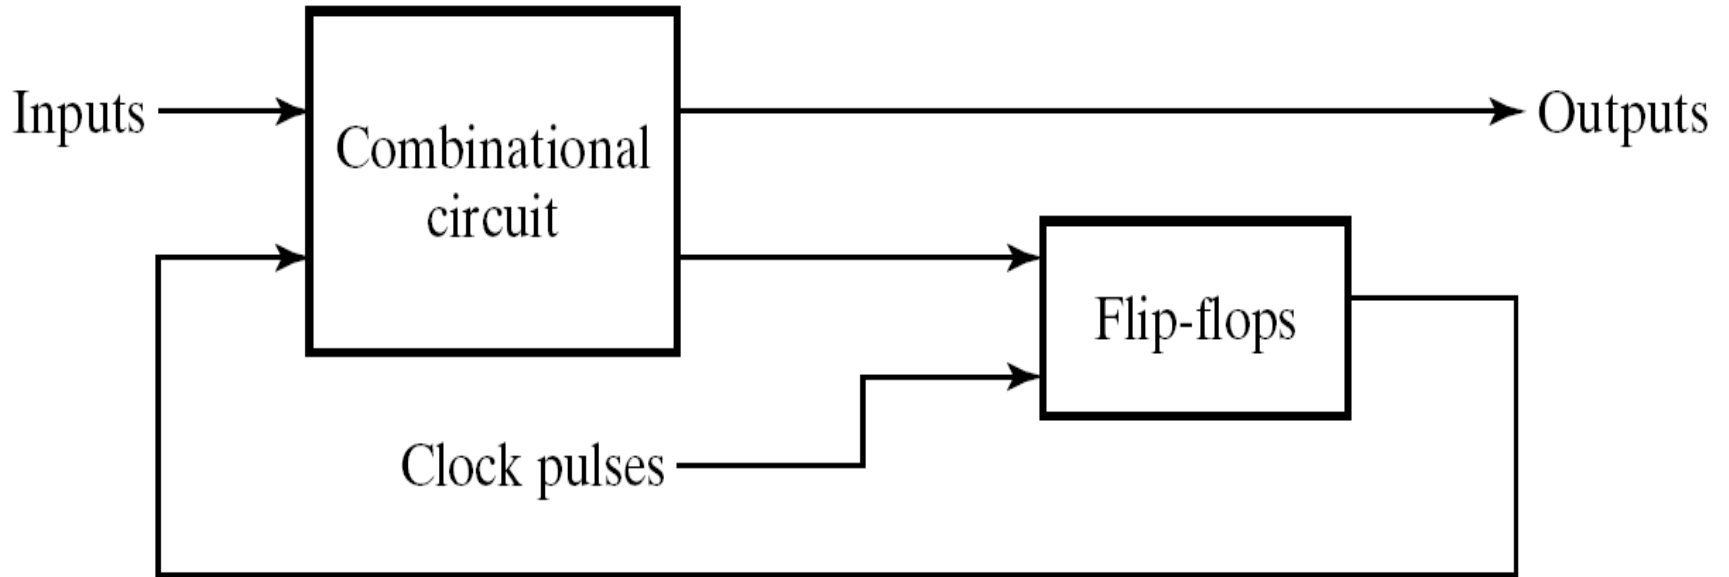 Inputs
Combinational
circuit
Outputs
Flip-flops
Clock pulses